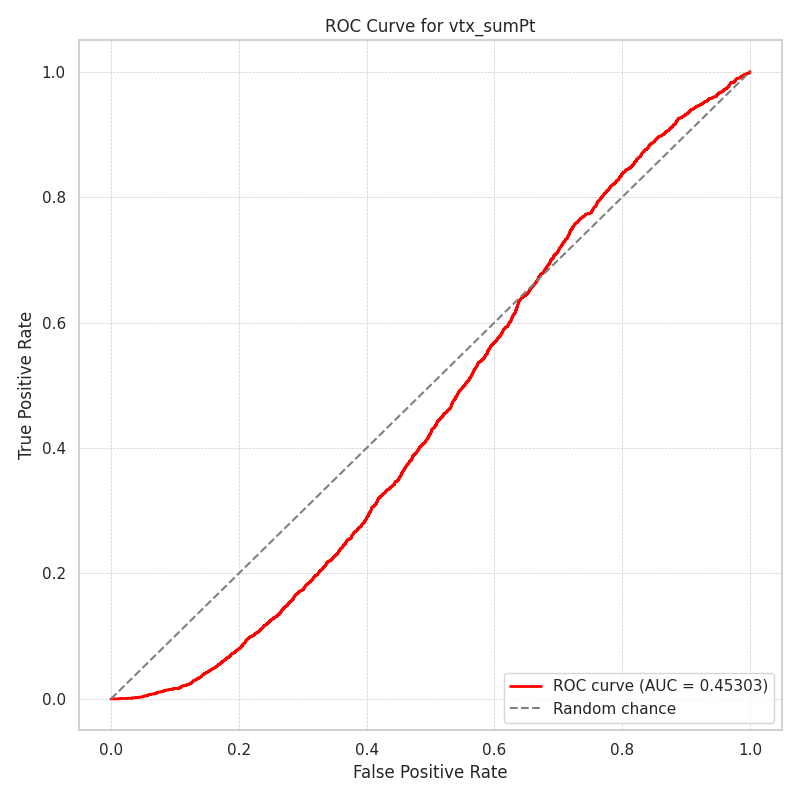 ROC Curve for vtx_sumPt
True Positive Rate
1.0
0.8
0.6
0.4
0.2
0.0
0.0 0.2 0.4 0.6 0.8 1.0
False Positive Rate
ROC curve (AUC = 0.45303)
Random chance